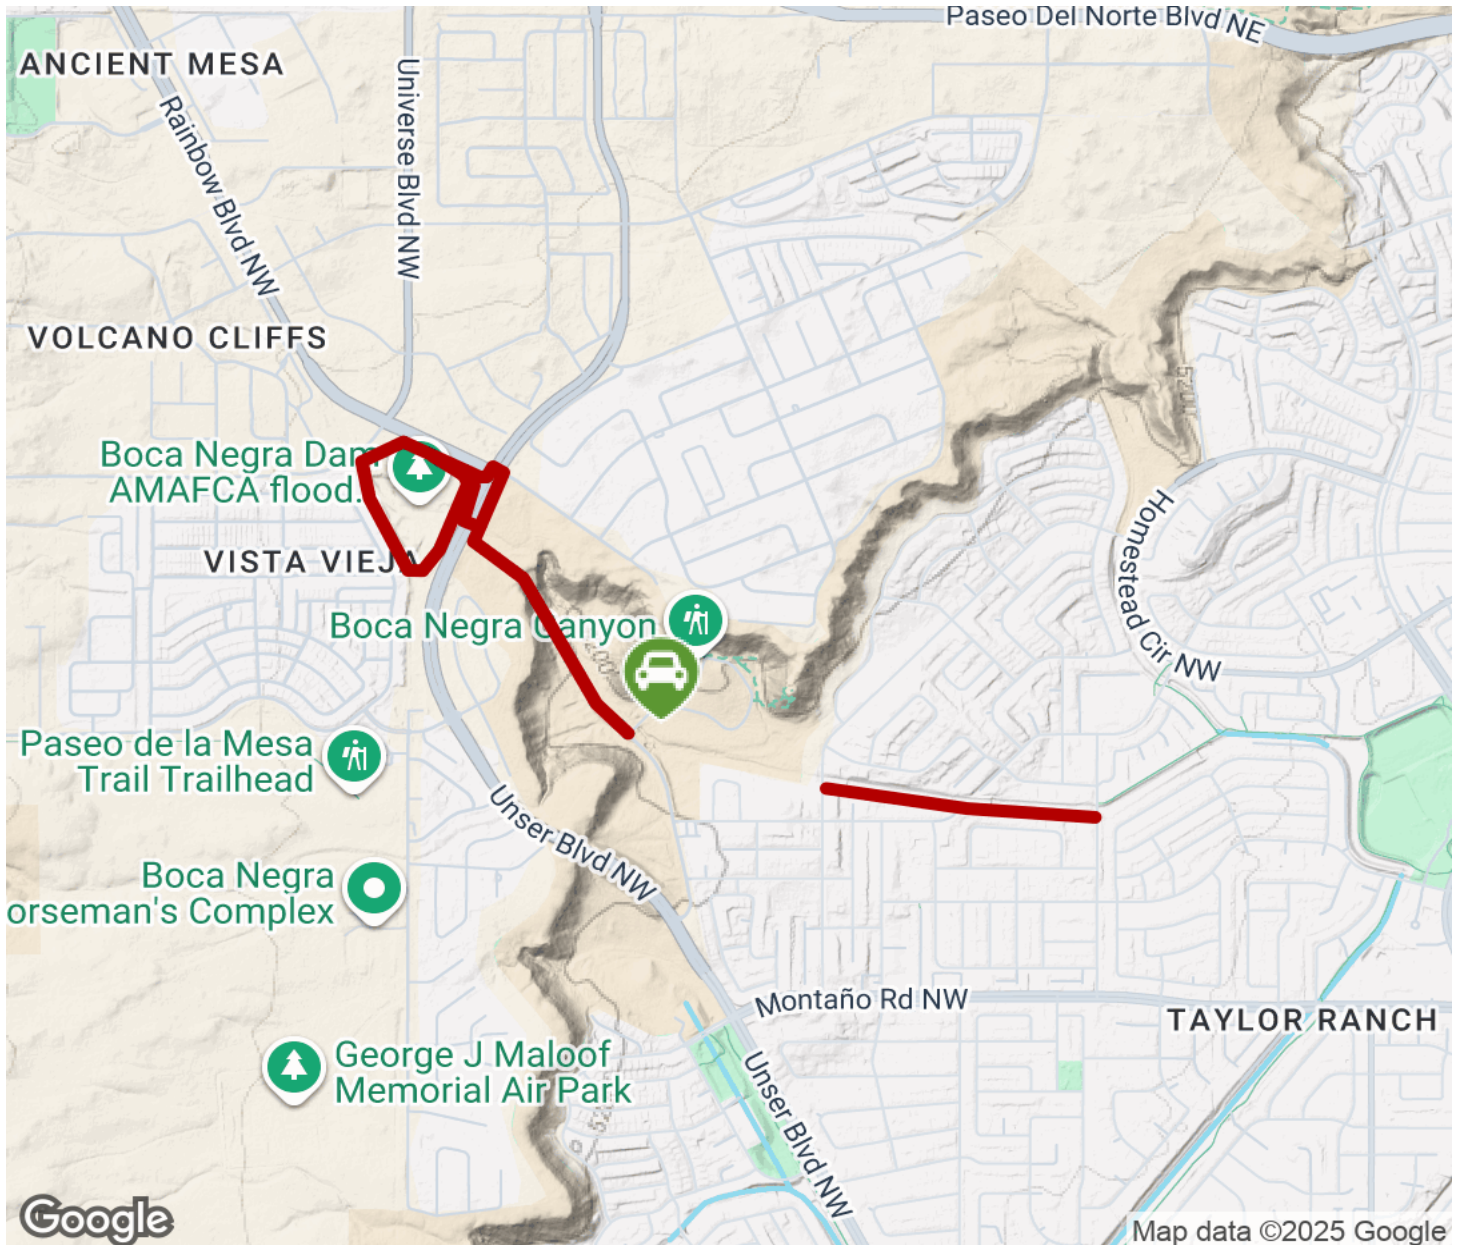 Paseo Del Norte Blvd NE
ANCIENT MESA
Universe Blvd NW
Rainbow Blvd NW
VOLCANO CLIFFS
5200
Boca Negra Dam
AMAFCA flood.
Homestead Cir NW
VISTA VIEJA
Boca Negra Canyon
5200
Paseo de la Mesa
Trail Trailhead
Unser Blvd NW
Boca Negra
orseman's Complex
Montaño Rd NW
TAYLOR RANCH
George J Maloof
Memorial Air Park
Unser Blvd NW
Google
Map data ©2025 Google